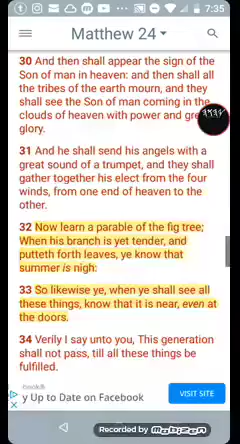 7:35
Matthew 24
30 And then shall appear the sign of the
Son of man in heaven: and then shall all
the tribes of the earth mourn, and they
shall see the Son of man coming in the
clouds of heaven with power and gre
glory.
31 And he shall send his angels with a
great sound of a trumpet, and they shall
gather together his elect from the four
winds, from one end of heaven to the
other.
32 Now learn a parable of the fig tree;
When his branch is yet tender, and
putteth forth leaves, ye know that
summer is nigh:
33 So likewise ye, when ye shall see all
these things, know that it is near, even at
the doors.
34 Verily I say unto you, This generation
shall not pass, till all these things be
fulfilled.
y Up to Date on Facebook
VISIT SITE
Recorded by Mobizen